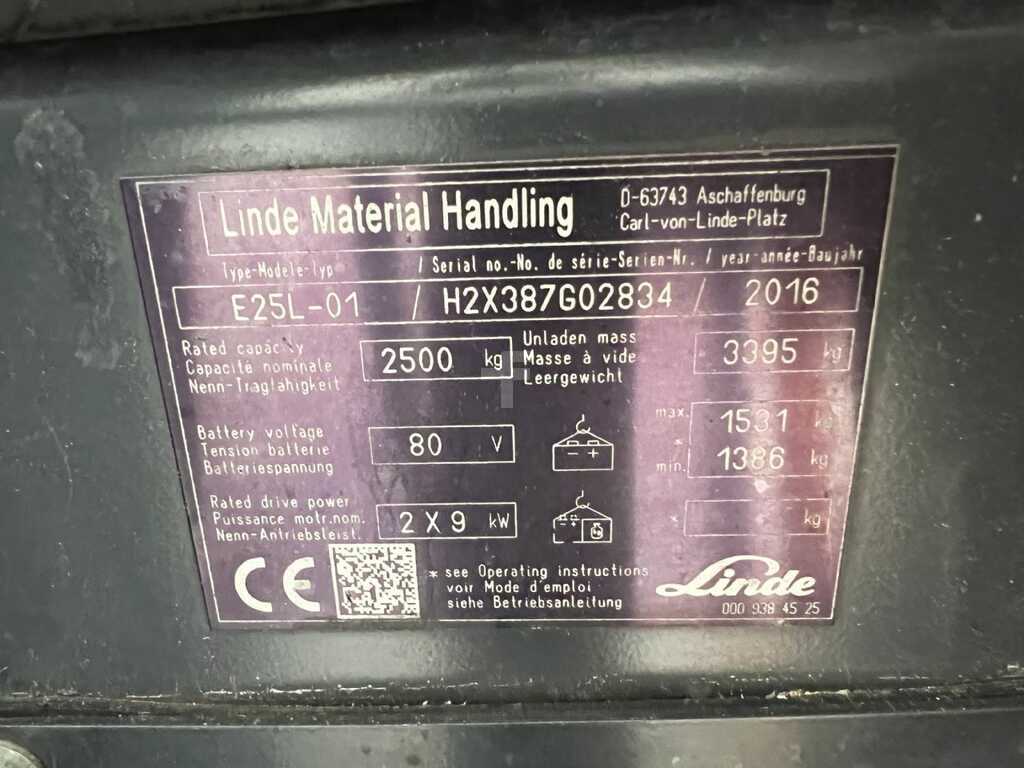 Linde Material Handling
D-63743 Aschaffenburg
Carl-von-Linde-Platz
Type-Modele-Typ / Serial no.-No. de série-Serien-Nr. / year-année-Baujahr
E25L-01 / H2X387G02834 / 2016
Rated capacity
Capacité nominale
Nenn-Tragfähigkeit
2500 kg
Unladen mass
Masse à vide
Leergewicht
3395 kg
Battery voltage
Tension batterie
Batteriespannung
80 V
- +
max. 1531 kg
*
min. 1386 kg
Rated drive power
Puissance motr.nom.
Nenn-Antriebsleist.
2 X 9 kW
* kg
CE
* see Operating instructions
voir Mode d'emploi
siehe Betriebsanleitung
Linde
000 938 45 25
F